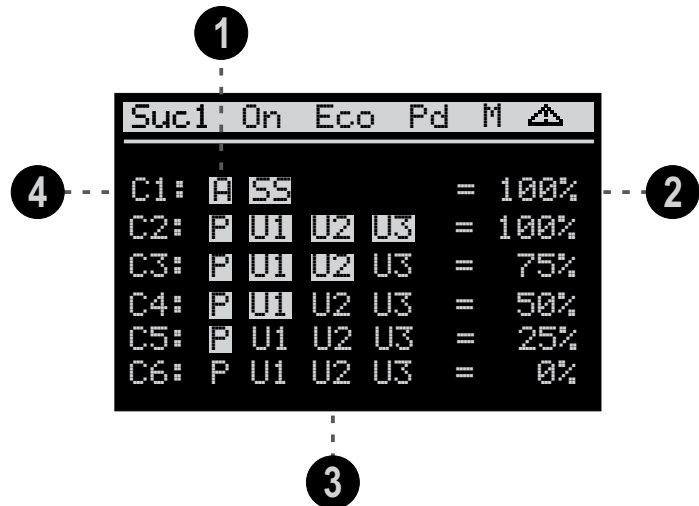 1
Suc1 On Eco Pd M
4 C1: A SS = 100% 2
C2: P U1 U2 U3 = 100%
C3: P U1 U2 U3 = 75%
C4: P U1 U2 U3 = 50%
C5: P U1 U2 U3 = 25%
C6: P U1 U2 U3 = 0%
3